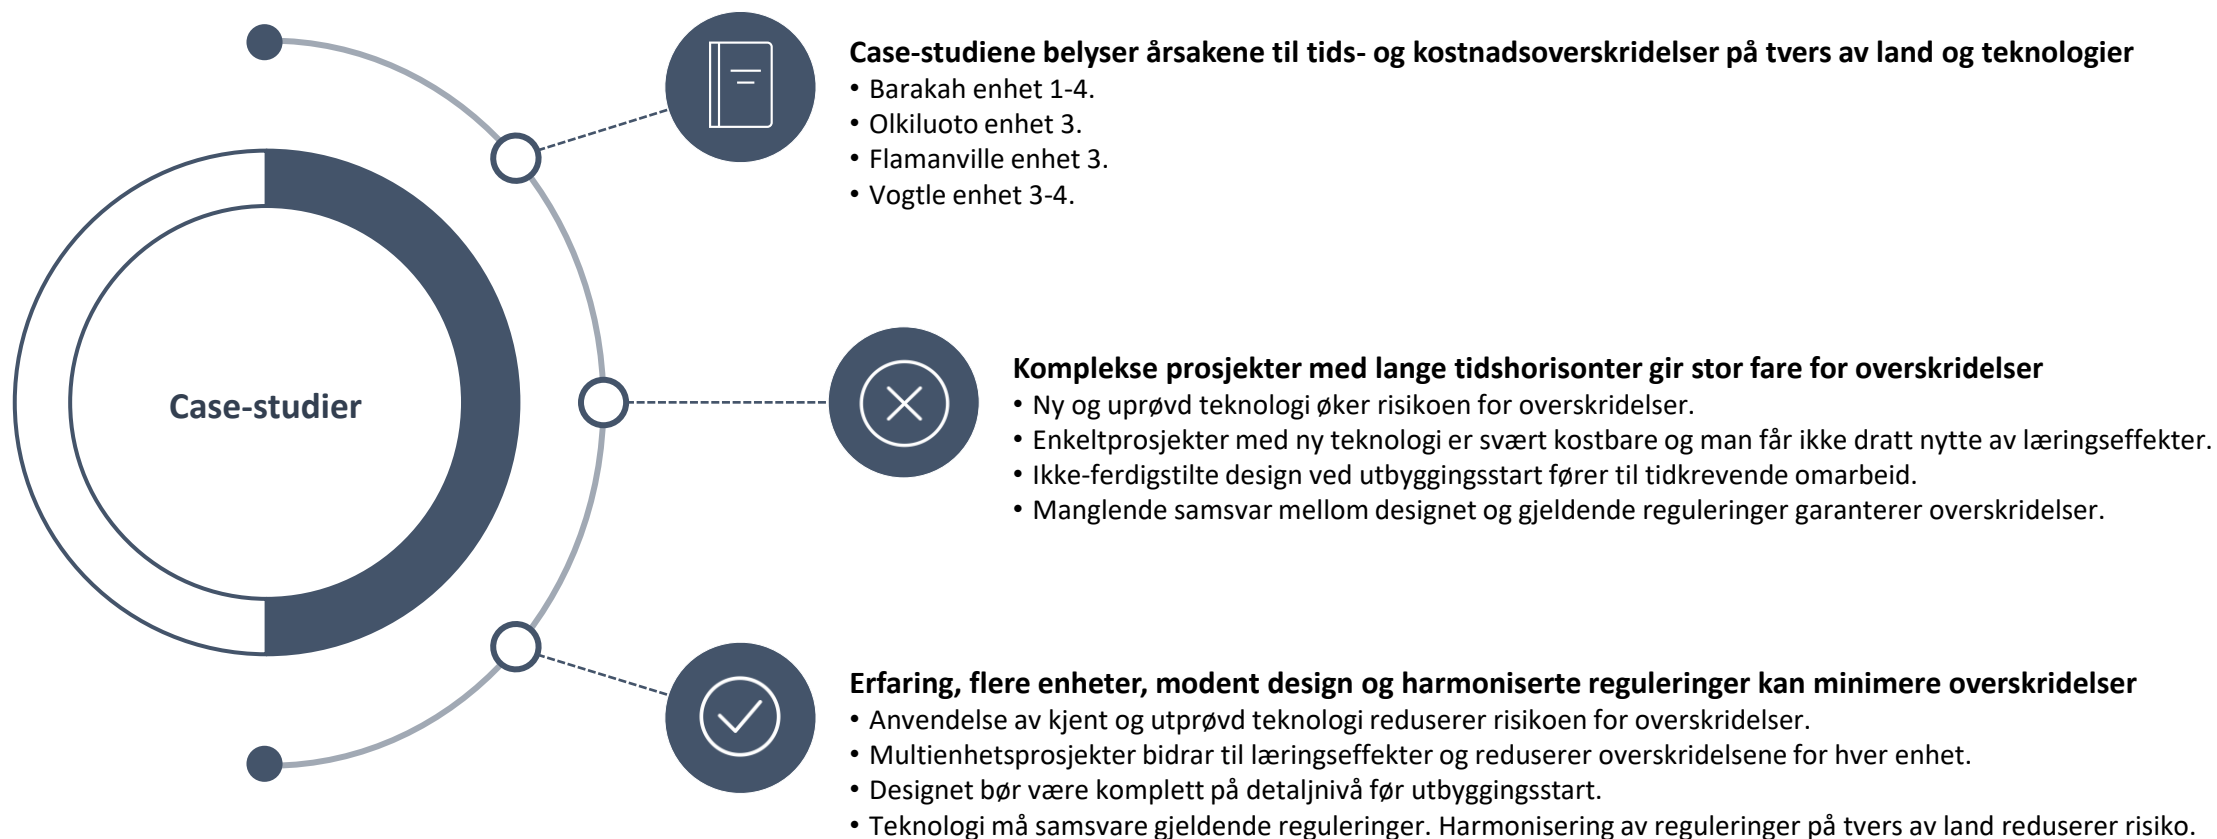 Case-studier
Case-studiene belyser årsakene til tids- og kostnadsoverskridelser på tvers av land og teknologier
• Barakah enhet 1-4.
• Olkiluoto enhet 3.
• Flamanville enhet 3.
• Vogtle enhet 3-4.
Komplekse prosjekter med lange tidshorisonter gir stor fare for overskridelser
• Ny og uprøvd teknologi øker risikoen for overskridelser.
• Enkeltprosjekter med ny teknologi er svært kostbare og man får ikke dratt nytte av læringseffekter.
• Ikke-ferdigstilte design ved utbyggingsstart fører til tidkrevende omarbeid.
• Manglende samsvar mellom designet og gjeldende reguleringer garanterer overskridelser.
Erfaring, flere enheter, modent design og harmoniserte reguleringer kan minimere overskridelser
• Anvendelse av kjent og utprøvd teknologi reduserer risikoen for overskridelser.
• Multienhetsprosjekter bidrar til læringseffekter og reduserer overskridelsene for hver enhet.
• Designet bør være komplett på detaljnivå før utbyggingsstart.
• Teknologi må samsvare gjeldende reguleringer. Harmonisering av reguleringer på tvers av land reduserer risiko.